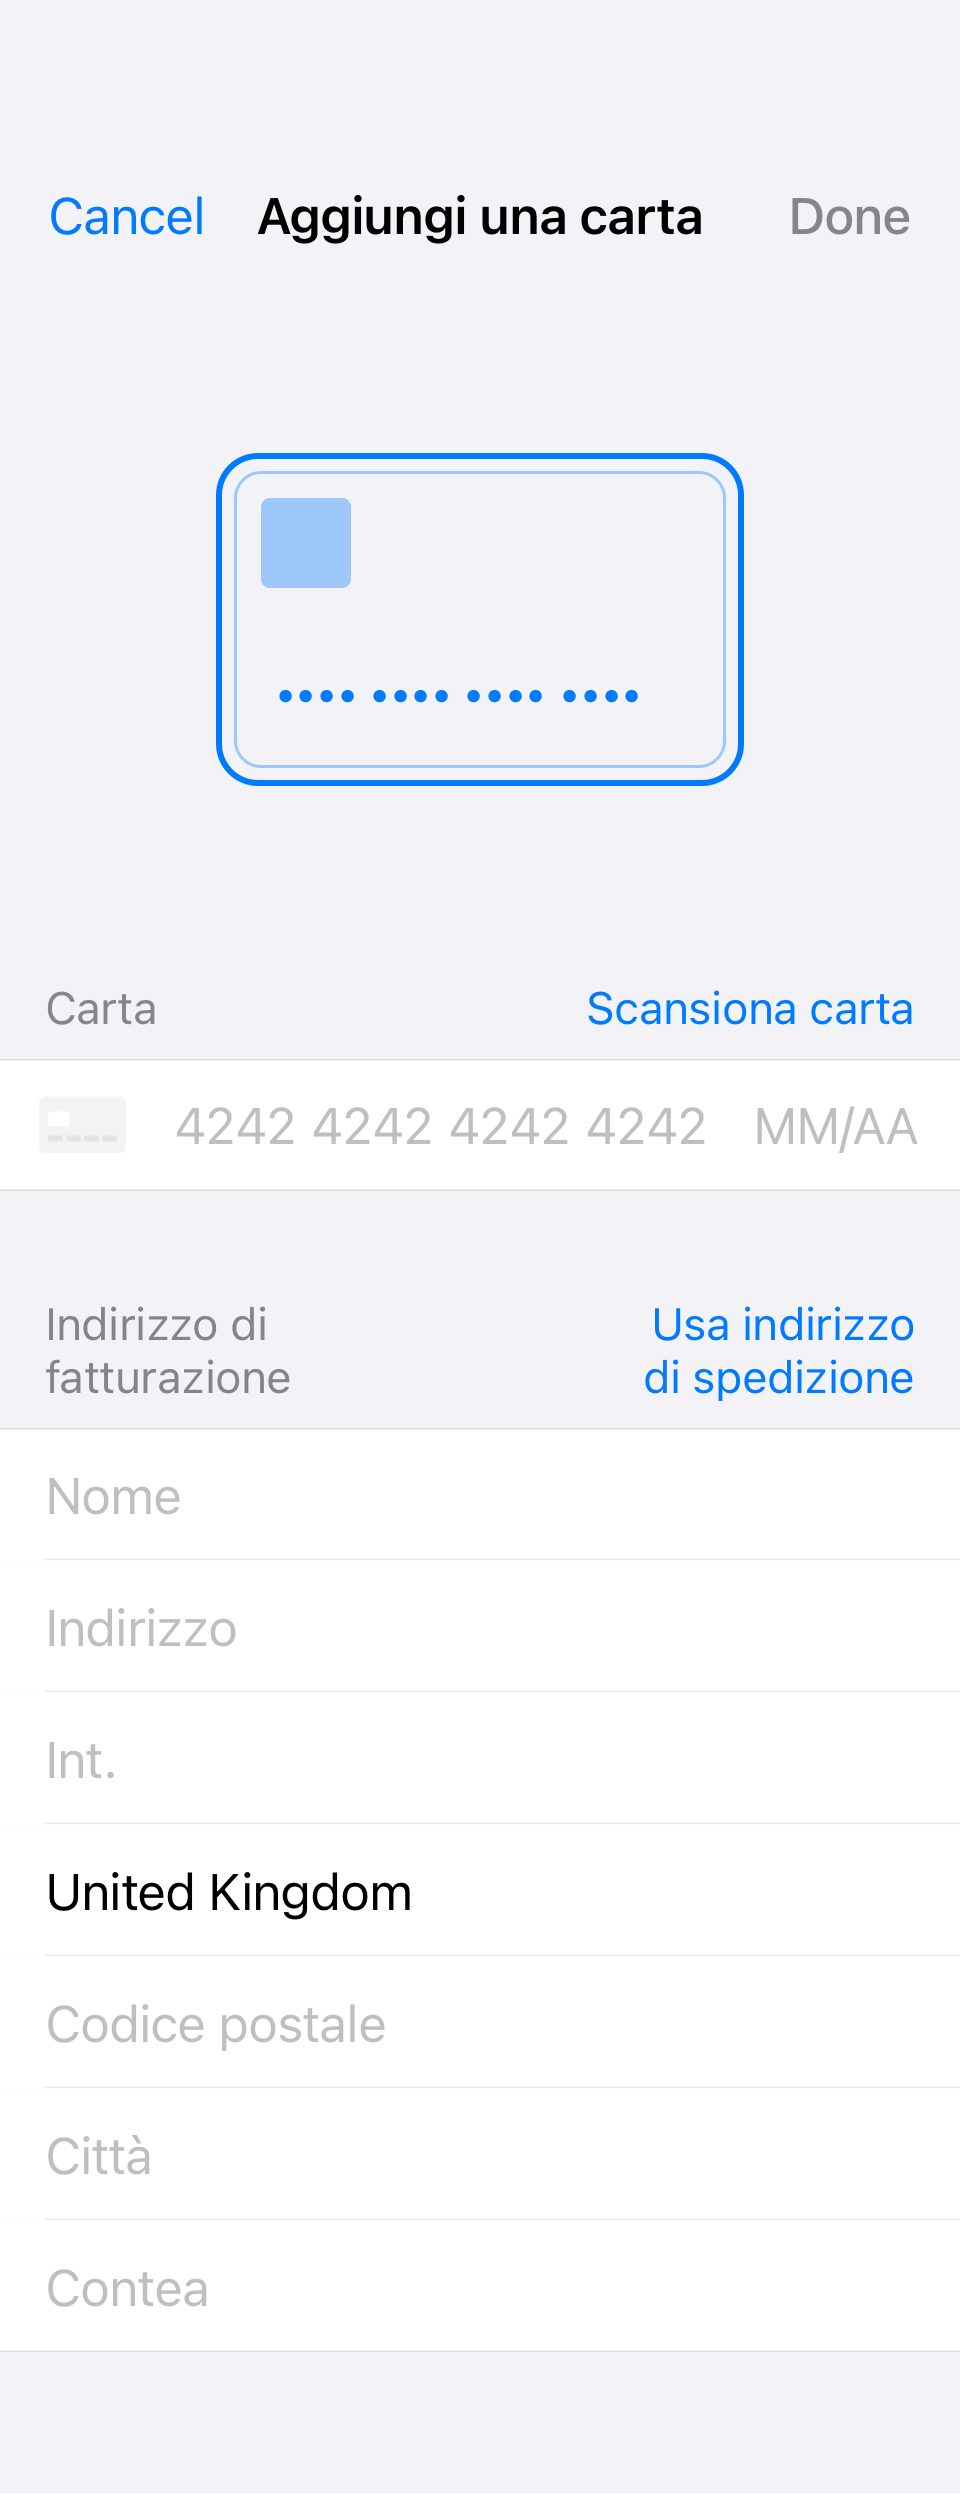 Cancel Aggiungi una carta Done
•••• •••• •••• ••••
Carta Scansiona carta
4242 4242 4242 4242 MM/AA
Indirizzo di fatturazione
Usa indirizzo di spedizione
Nome
Indirizzo
Int.
United Kingdom
Codice postale
Città
Contea